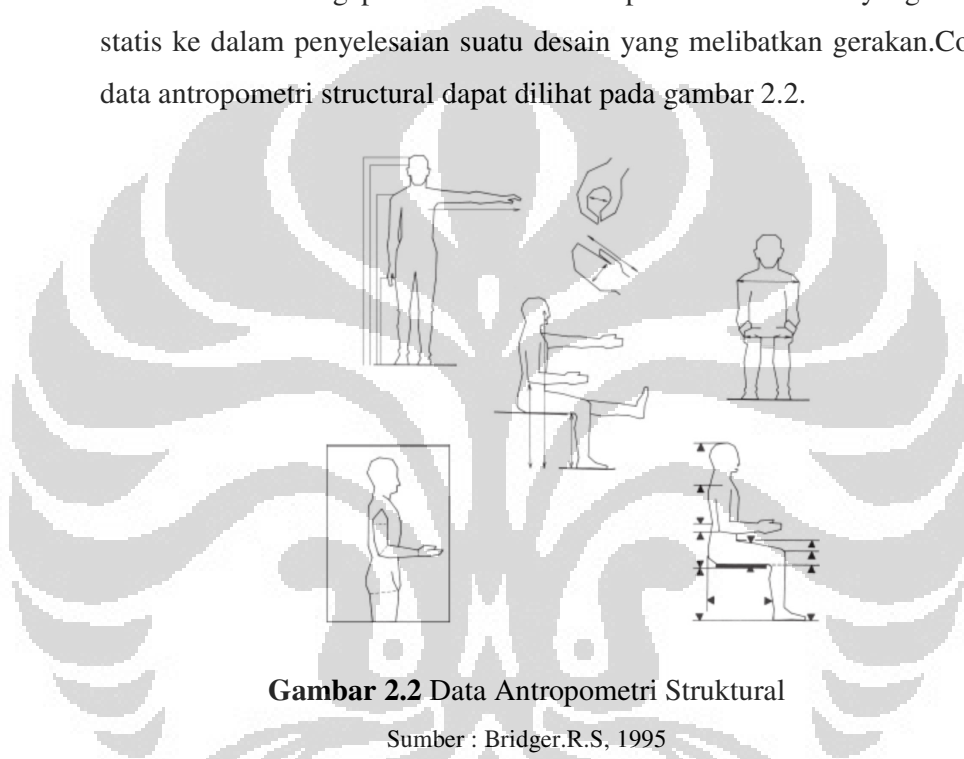 statis ke dalam penyelesaian suatu desain yang melibatkan gerakan.Co
data antropometri structural dapat dilihat pada gambar 2.2.
Gambar 2.2 Data Antropometri Struktural
Sumber : Bridger.R.S, 1995